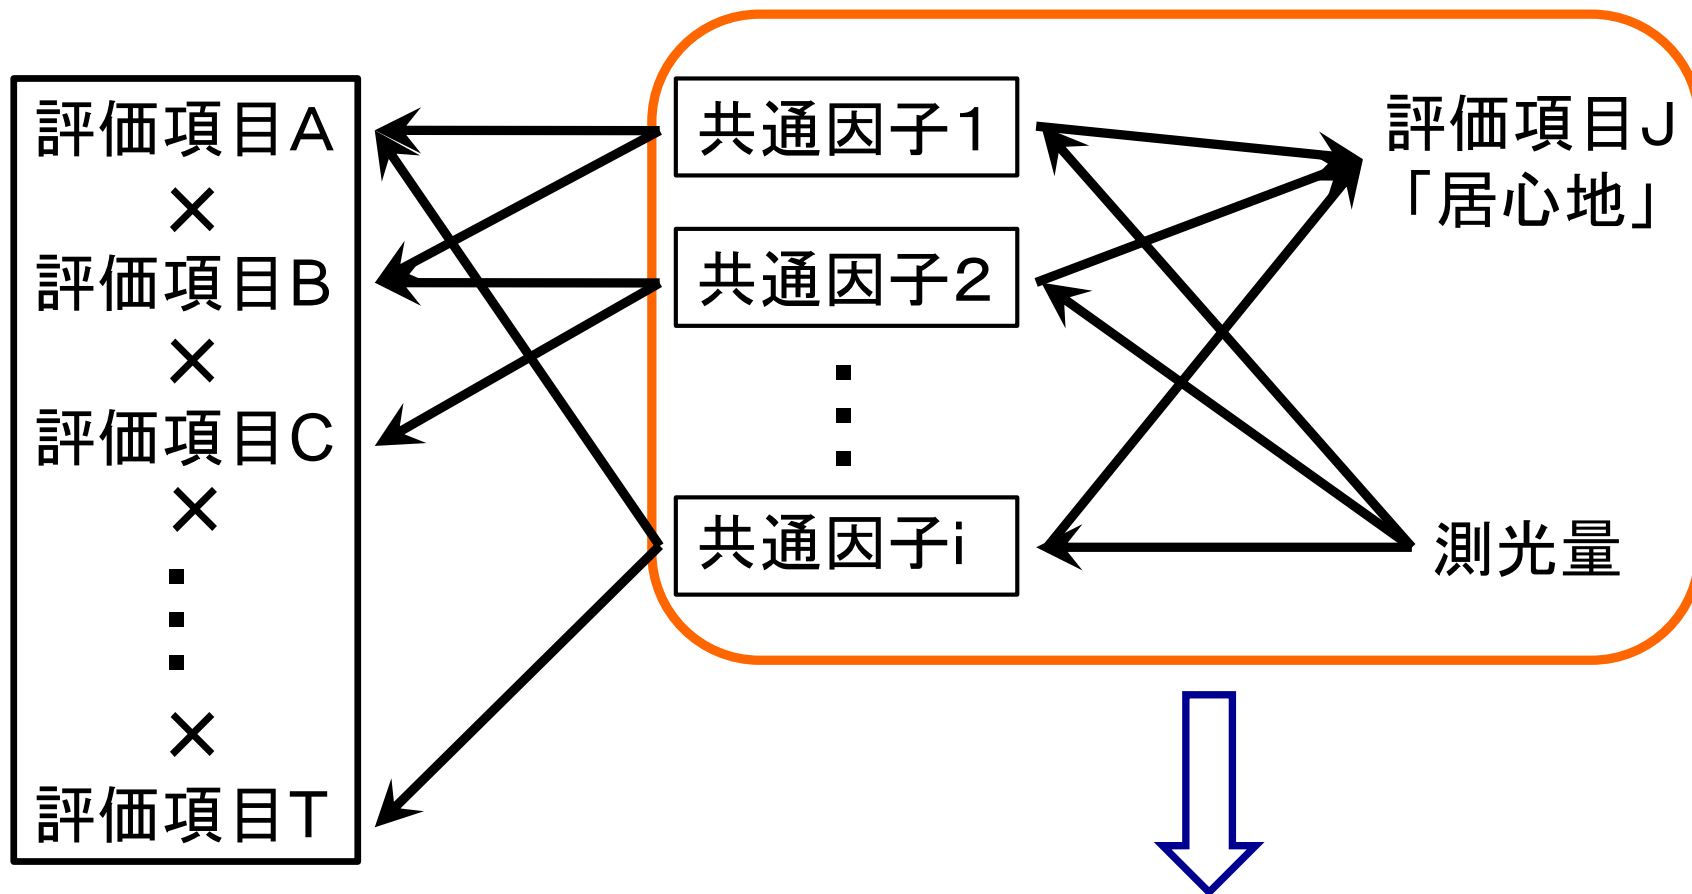 評価項目A
×
評価項目B
×
評価項目C
×
×
評価項目T
共通因子1
共通因子2
共通因子i
評価項目J
「居心地」
測光量